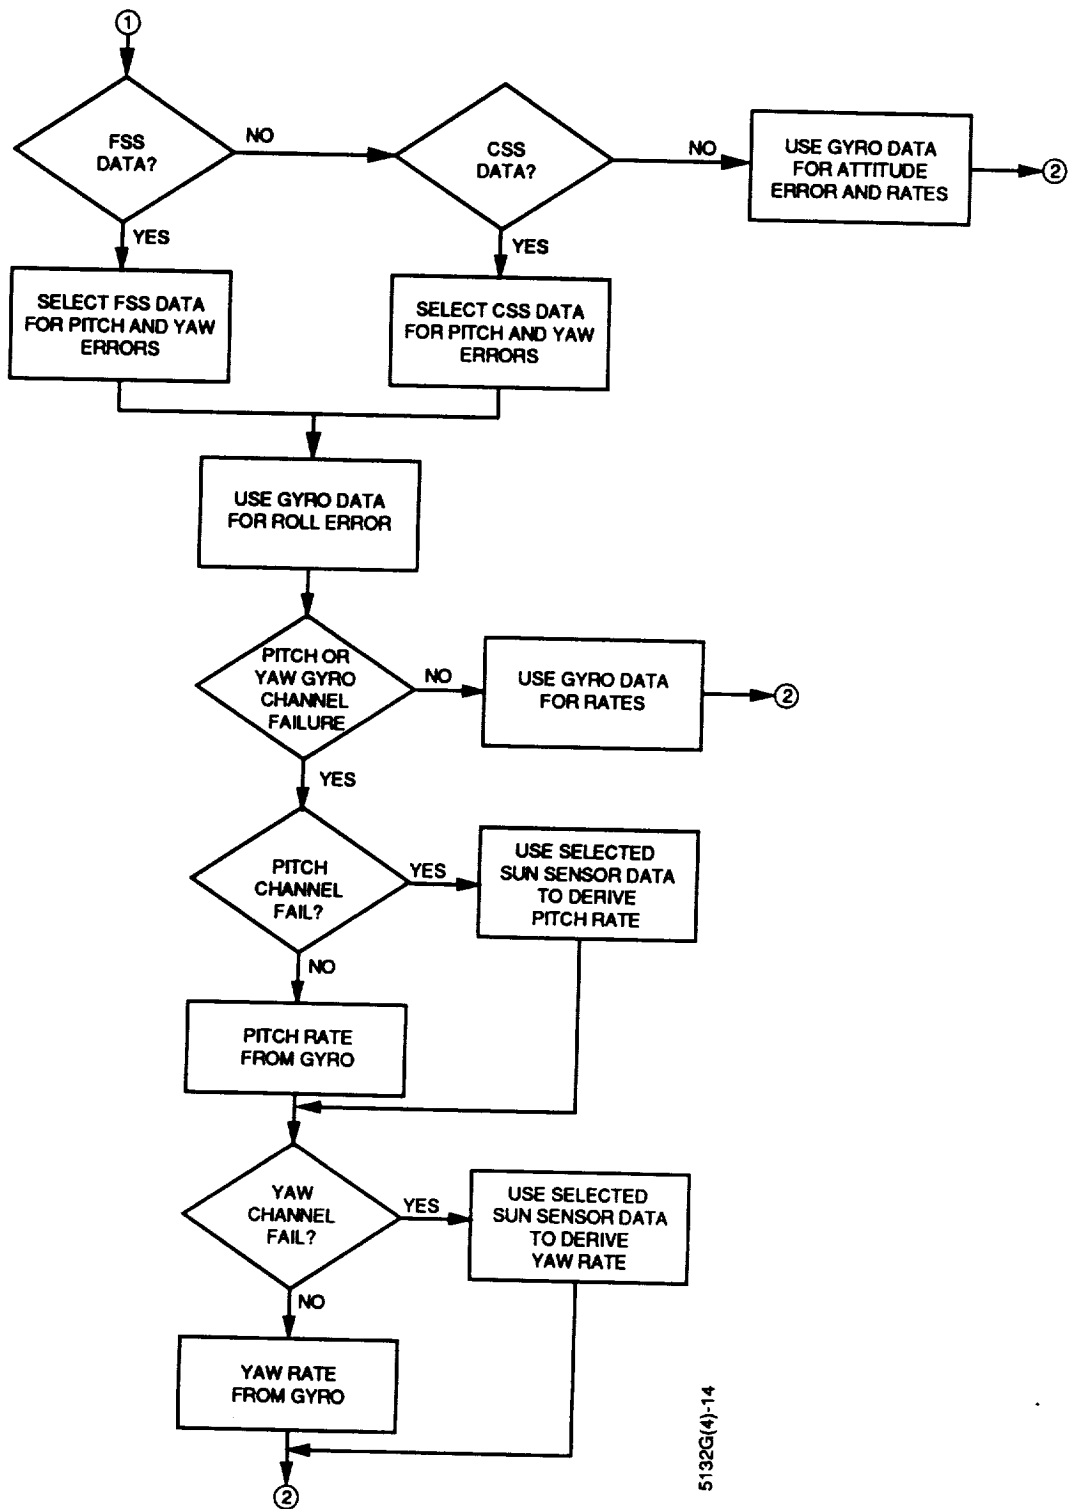 1
FSS
DATA?
NO
CSS
DATA?
NO
USE GYRO DATA
FOR ATTITUDE
ERROR AND RATES
2
YES
YES
SELECT FSS DATA
FOR PITCH AND YAW
ERRORS
SELECT CSS DATA
FOR PITCH AND YAW
ERRORS
USE GYRO DATA
FOR ROLL ERROR
PITCH OR
YAW GYRO
CHANNEL
FAILURE
NO
USE GYRO DATA
FOR RATES
2
YES
PITCH
CHANNEL
FAIL?
YES
USE SELECTED
SUN SENSOR DATA
TO DERIVE
PITCH RATE
NO
PITCH RATE
FROM GYRO
YAW
CHANNEL
FAIL?
YES
USE SELECTED
SUN SENSOR DATA
TO DERIVE
YAW RATE
NO
YAW RATE
FROM GYRO
2
5132G(4)-14